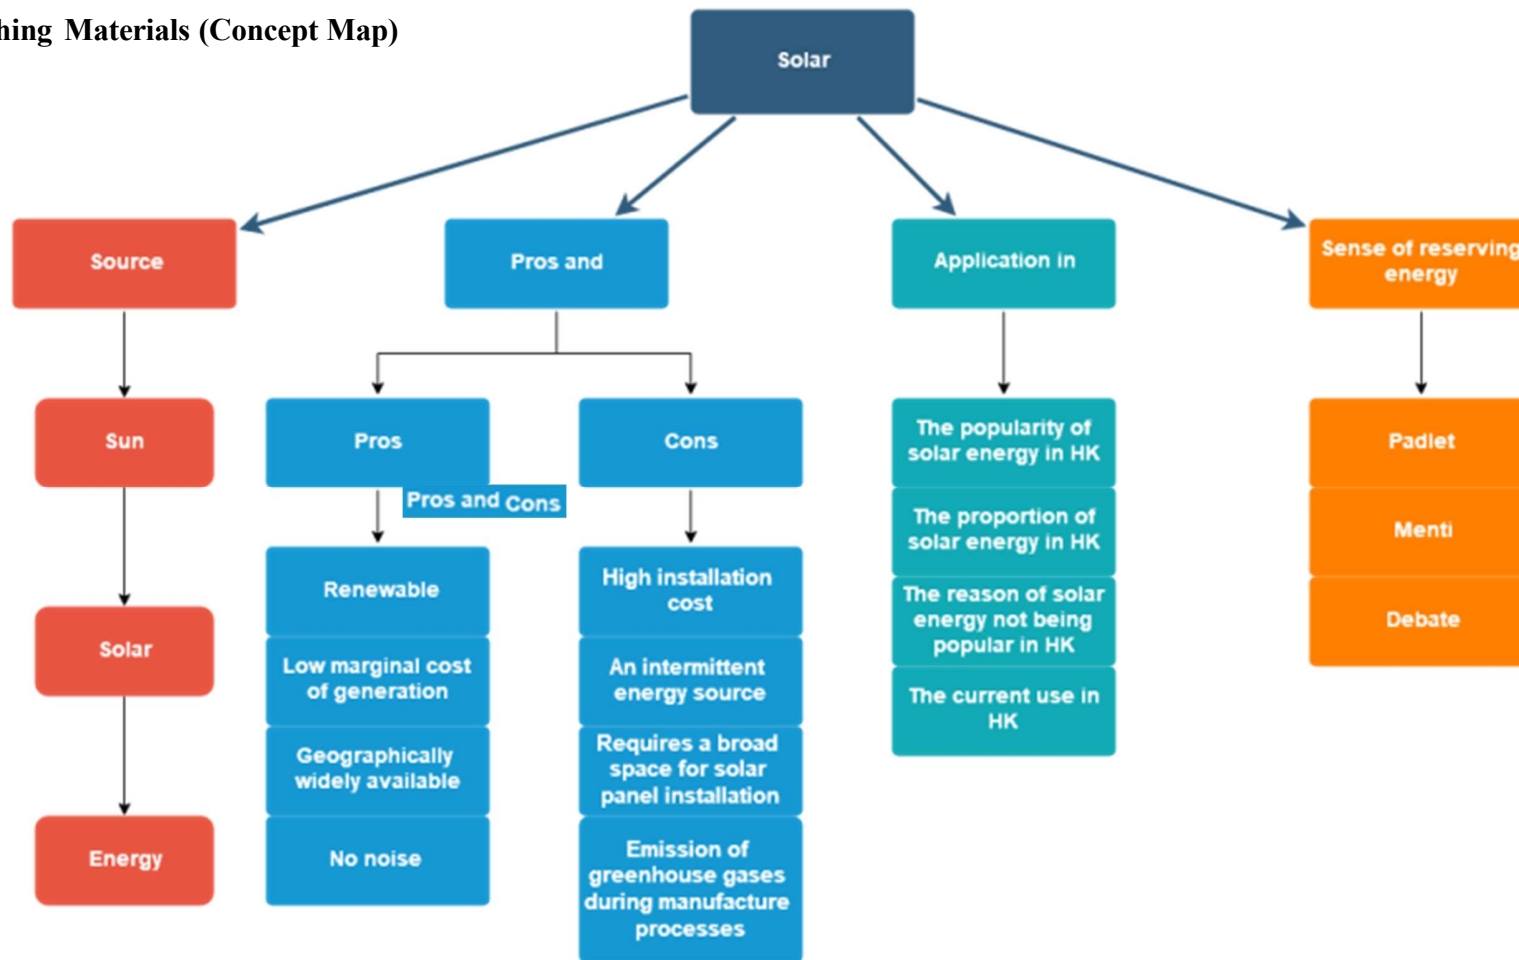 hing Materials (Concept Map)
Solar
Source
Pros and
Application in
Sense of reserving
energy
Sun
Solar
Energy
Pros
Pros and Cons
Renewable
Low marginal cost
of generation
Geographically
widely available
No noise
Cons
High installation
cost
An intermittent
energy source
Requires a broad
space for solar
panel installation
Emission of
greenhouse gases
during manufacture
processes
The popularity of
solar energy in HK
The proportion of
solar energy in HK
The reason of solar
energy not being
popular in HK
The current use in
HK
Padlet
Menti
Debate